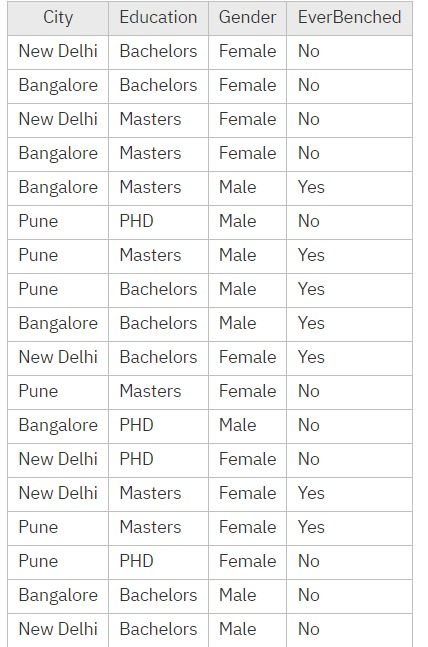 City Education Gender EverBenched
New Delhi Bachelors Female No
Bangalore Bachelors Female No
New Delhi Masters Female No
Bangalore Masters Female No
Bangalore Masters Male Yes
Pune PHD Male No
Pune Masters Male Yes
Pune Bachelors Male Yes
Bangalore Bachelors Male Yes
New Delhi Bachelors Female Yes
Pune Masters Female No
Bangalore PHD Male No
New Delhi PHD Female No
New Delhi Masters Female Yes
Pune Masters Female Yes
Pune PHD Female No
Bangalore Bachelors Male No
New Delhi Bachelors Male No